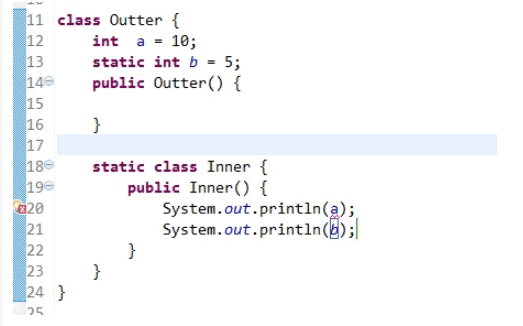 11 class Outter {
12     int  a = 10;
13     static int b = 5;
14     public Outter() {
15
16     }
17
18     static class Inner {
19         public Inner() {
20             System.out.println(a);
21             System.out.println(b);
22         }
23     }
24 }
25